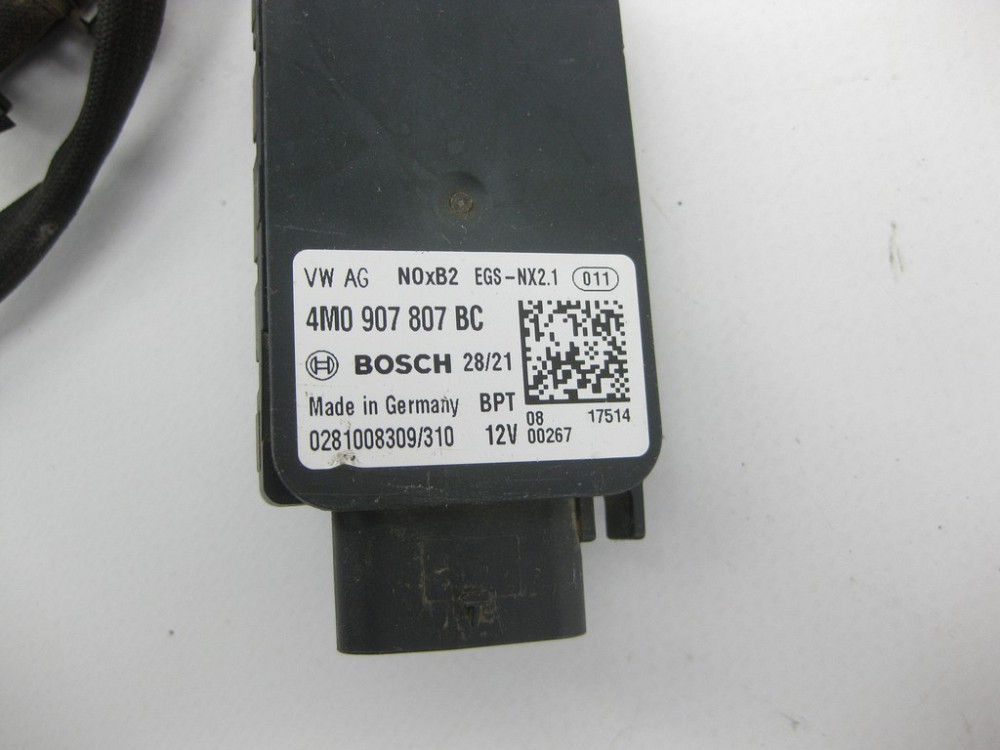 VW AG NOxB2 EGS-NX2.1 011
4M0 907 807 BC
BOSCH 28/21
Made in Germany BPT
08 17514
0281008309/310 12V 00267